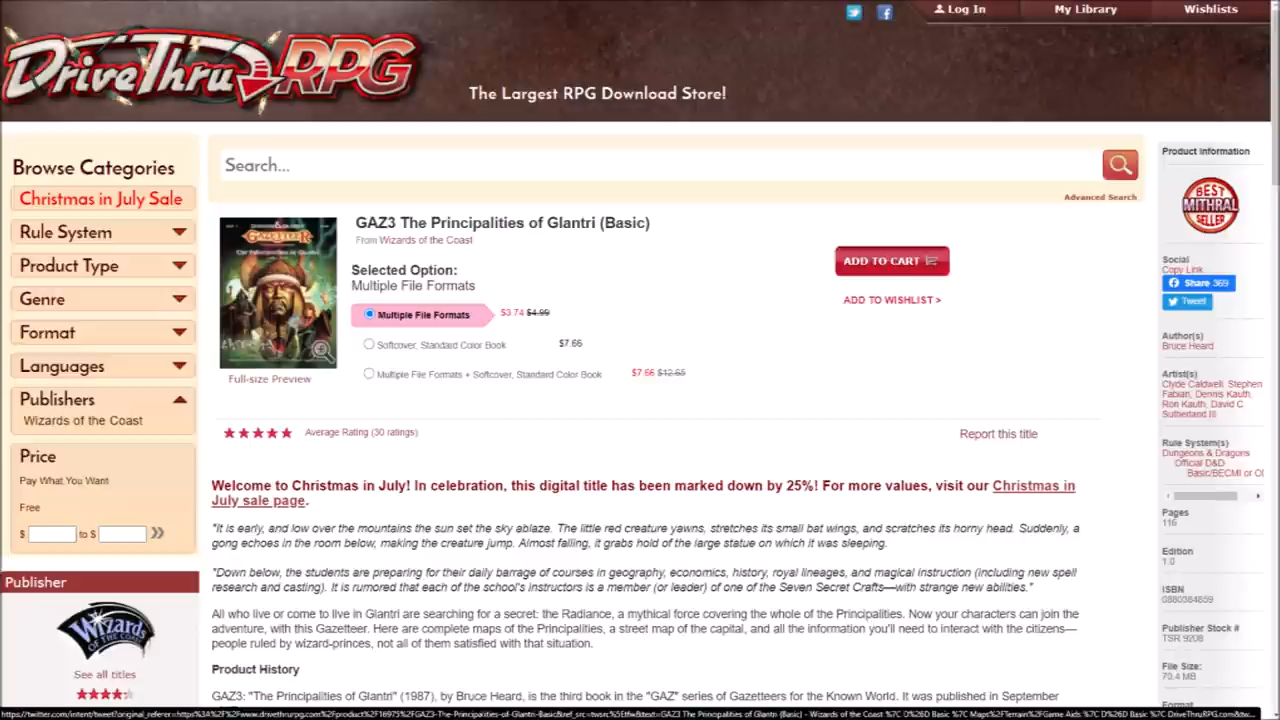 Log In
My Library
Wishlists
DriveThruRPG
The Largest RPG Download Store!
Browse Categories
Christmas in July Sale
Rule System
Product Type
Genre
Format
Languages
Publishers
Wizards of the Coast
Price
Pay What You Want
Free
$ to $
Publisher
Wizards
See all titles
Search...
Advanced Search
GAZETTEER
The Principalities of Glantri
GAZ3 The Principalities of Glantri (Basic)
From Wizards of the Coast
Selected Option:
Multiple File Formats
Multiple File Formats $3.74 $4.99
Softcover, Standard Color Book $7.66
Multiple File Formats + Softcover, Standard Color Book $7.66 $12.65
ADD TO CART
ADD TO WISHLIST >
Full-size Preview
Average Rating (30 ratings)
Report this title
Welcome to Christmas in July! In celebration, this digital title has been marked down by 25%! For more values, visit our Christmas in
July sale page.
"It is early, and low over the mountains the sun set the sky ablaze. The little red creature yawns, stretches its small bat wings, and scratches its horny head. Suddenly, a
gong echoes in the room below, making the creature jump. Almost falling, it grabs hold of the large statue on which it was sleeping.
"Down below, the students are preparing for their daily barrage of courses in geography, economics, history, royal lineages, and magical instruction (including new spell
research and casting). It is rumored that each of the school's instructors is a member (or leader) of one of the Seven Secret Crafts—with strange new abilities."
All who live or come to live in Glantri are searching for a secret: the Radiance, a mythical force covering the whole of the Principalities. Now your characters can join the
adventure, with this Gazetteer. Here are complete maps of the Principalities, a street map of the capital, and all the information you'll need to interact with the citizens—
people ruled by wizard-princes, not all of them satisfied with that situation.
Product History
GAZ3: "The Principalities of Glantri" (1987), by Bruce Heard, is the third book in the "GAZ" series of Gazetteers for the Known World. It was published in September
Product Information
BEST
MITHRAL
SELLER
Social
Copy Link
Share 369
Tweet
Author(s)
Bruce Heard
Artist(s)
Clyde Caldwell, Stephen
Fabian, Dennis Kauth,
Ron Kauth, David C
Sutherland III
Rule System(s)
Dungeons & Dragons
Official D&D
Basic/BECMI or O
Pages
116
Edition
1.0
ISBN
0880384859
Publisher Stock #
TSR 9208
File Size:
70.4 MB
Format